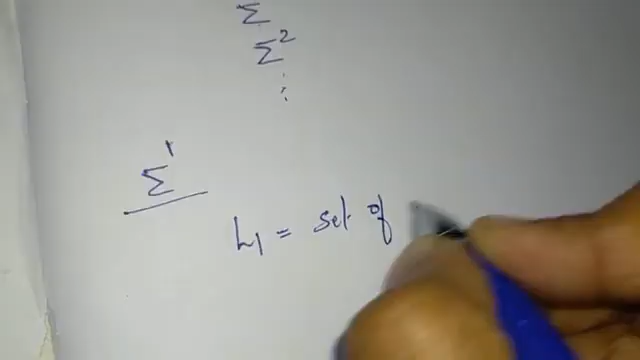 Σ
Σ²
⋮
Σ¹
L₁ = set of